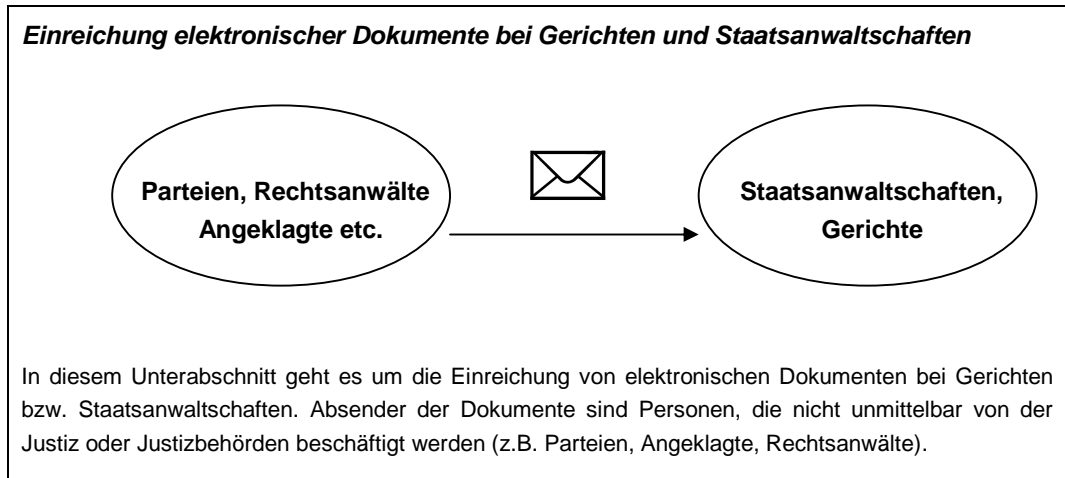 Einreichung elektronischer Dokumente bei Gerichten und Staatsanwaltschaften
Parteien, Rechtsanwälte
Angeklagte etc.
Staatsanwaltschaften,
Gerichte
In diesem Unterabschnitt geht es um die Einreichung von elektronischen Dokumenten bei Gerichten
bzw. Staatsanwaltschaften. Absender der Dokumente sind Personen, die nicht unmittelbar von der
Justiz oder Justizbehörden beschäftigt werden (z.B. Parteien, Angeklagte, Rechtsanwälte).